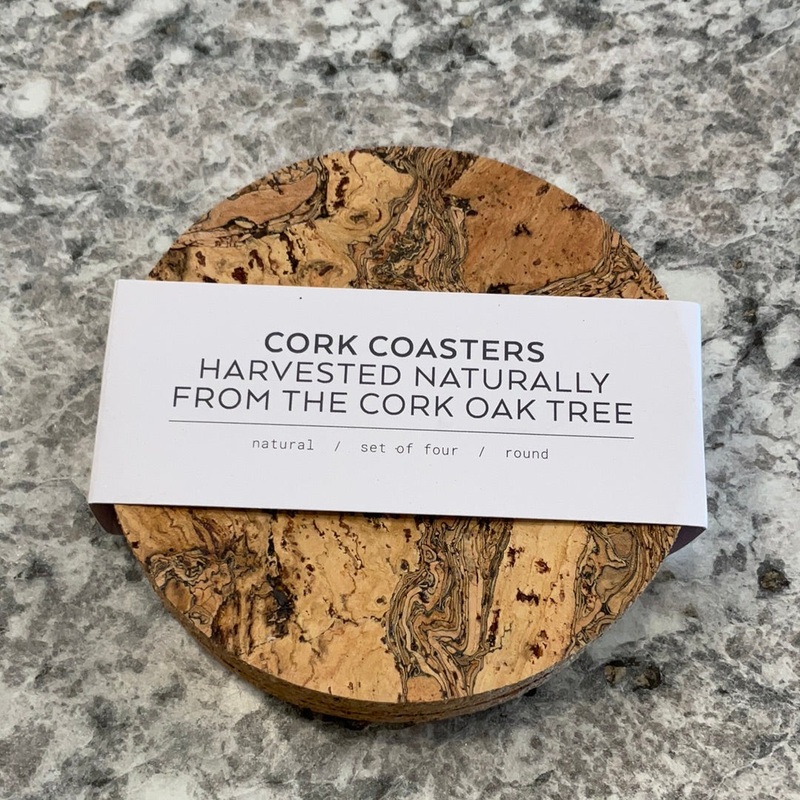 CORK COASTERS
HARVESTED NATURALLY
FROM THE CORK OAK TREE
natural / set of four / round